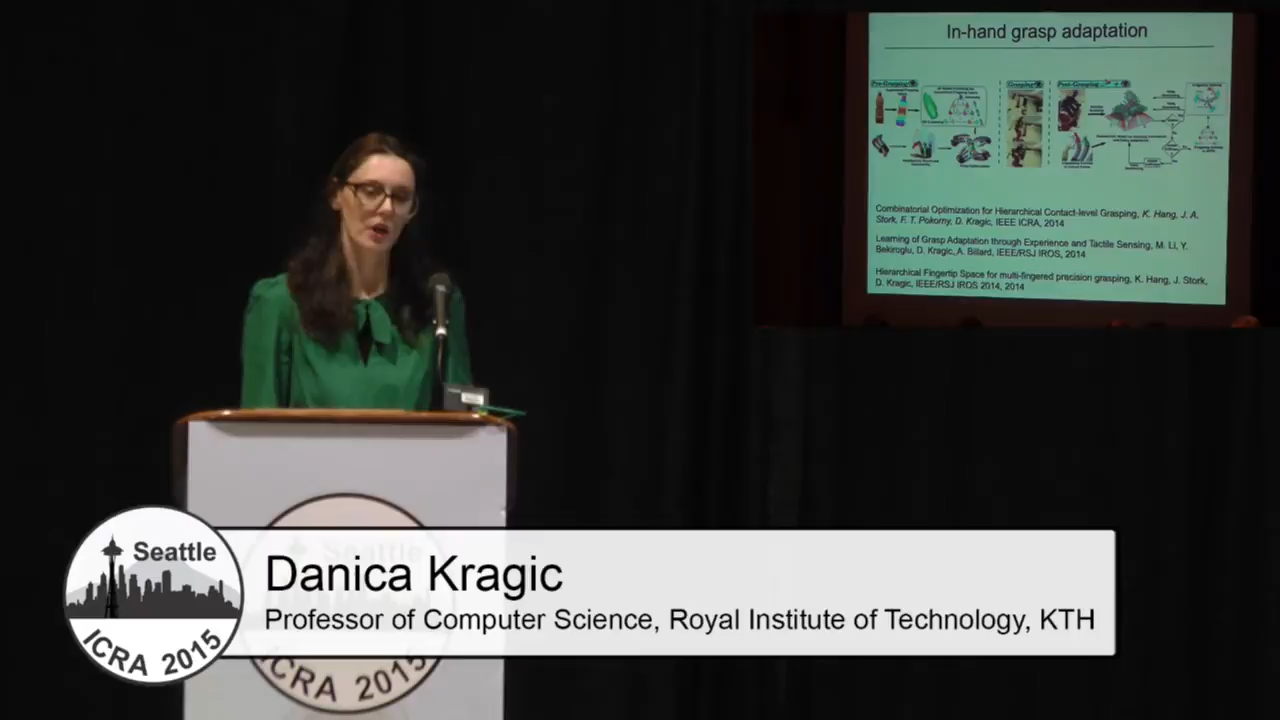 In-hand grasp adaptation
Combinatorial Optimization for Hierarchical Contact-level Grasping, K. Hang, J. A.
Stork, F. T. Pokorny, D. Kragic, IEEE ICRA, 2014
Learning of Grasp Adaptation through Experience and Tactile Sensing, M. Li, Y.
Bekiroglu, D. Kragic, A. Billard, IEEE/RSJ IROS, 2014
Hierarchical Fingertip Space for multi-fingered precision grasping, K. Hang, J. Stork,
D. Kragic, IEEE/RSJ IROS 2014, 2014
Seattle
ICRA 2015
Danica Kragic
Professor of Computer Science, Royal Institute of Technology, KTH
Seattle
ICRA 2015